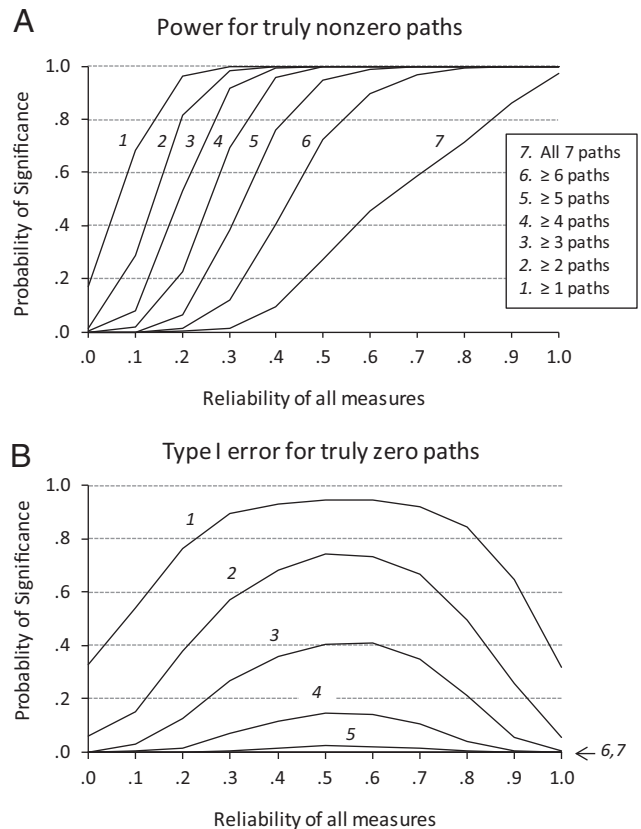 A
Power for truly nonzero paths
Probability of Significance
1.0
.8
.6
.4
.2
.0
1
2
3
4
5
6
7
7. All 7 paths
6. ≥ 6 paths
5. ≥ 5 paths
4. ≥ 4 paths
3. ≥ 3 paths
2. ≥ 2 paths
1. ≥ 1 paths
.0 .1 .2 .3 .4 .5 .6 .7 .8 .9 1.0
Reliability of all measures
B
Type I error for truly zero paths
Probablity of Significance
1.0
.8
.6
.4
.2
.0
1
2
3
4
5
6,7
.0 .1 .2 .3 .4 .5 .6 .7 .8 .9 1.0
Reliability of all measures